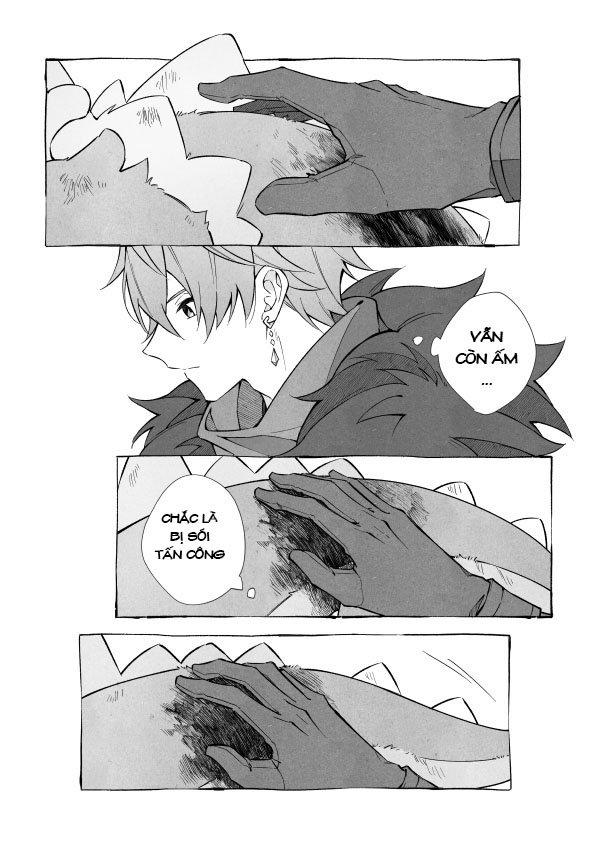 VẪN
CÒN ẤM
...
CHẮC LÀ
BỊ SÓI
TẤN CÔNG